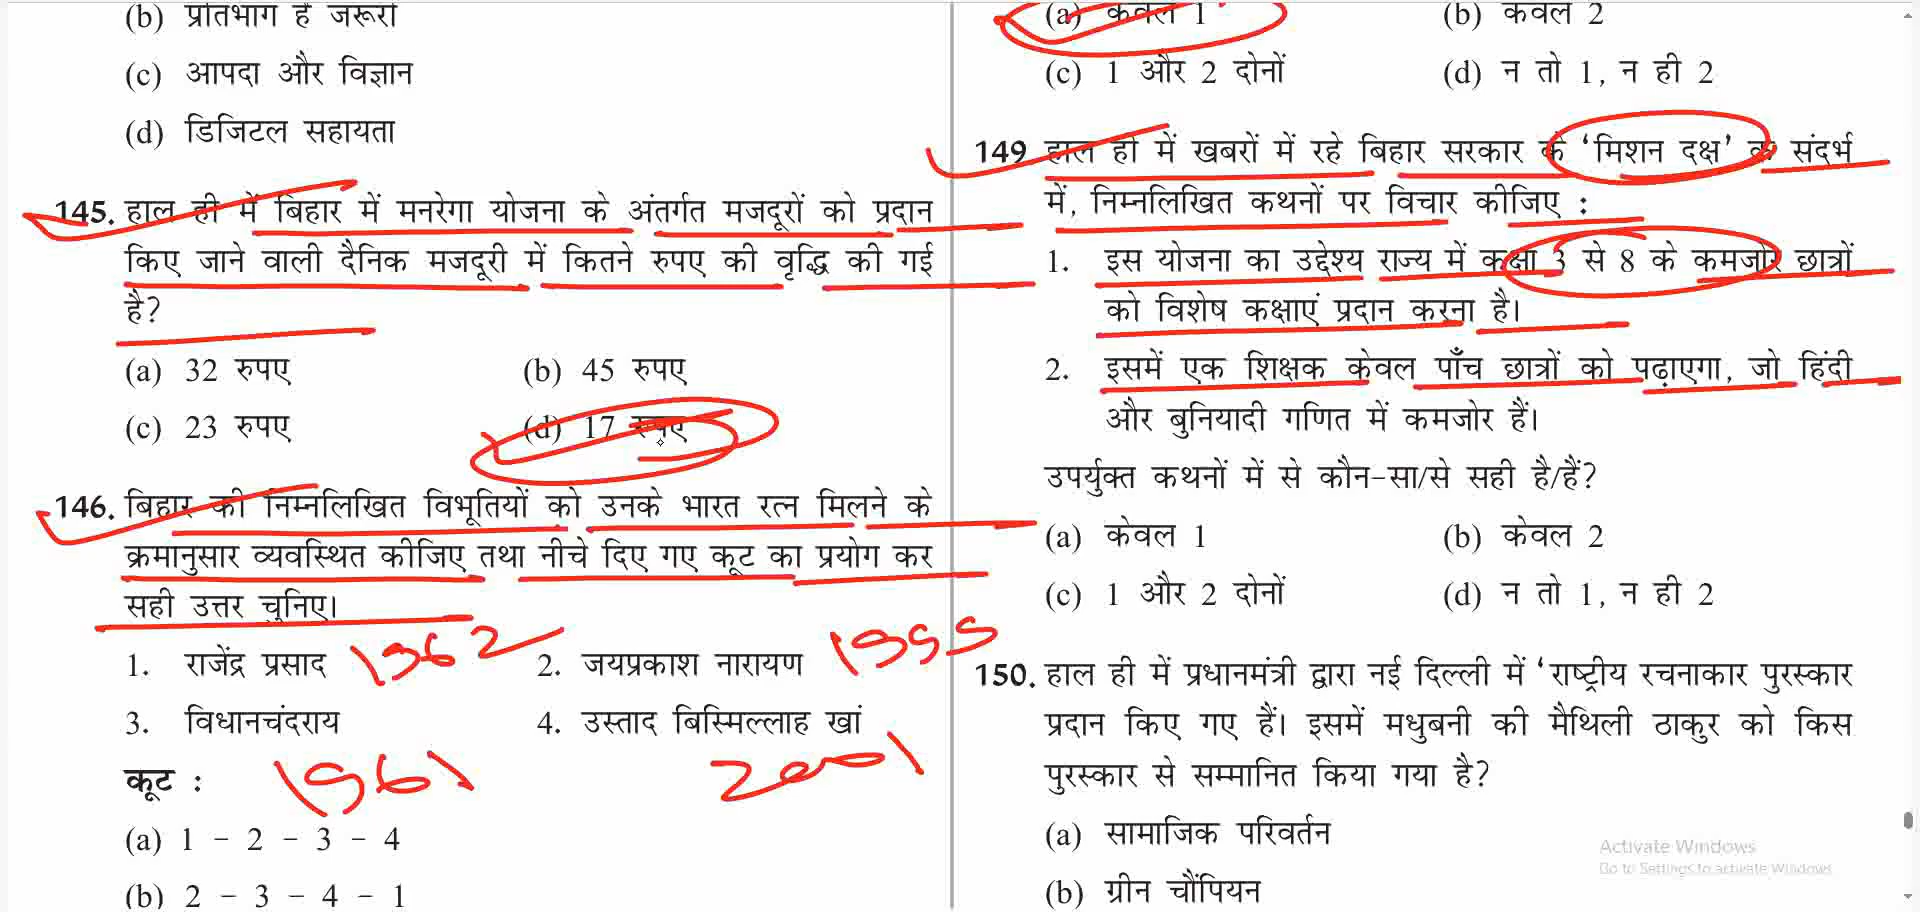 (b) प्रतिभाग है जरूरी
(c) आपदा और विज्ञान
(d) डिजिटल सहायता
145. हाल ही में बिहार में मनरेगा योजना के अंतर्गत मजदूरों को प्रदान
किए जाने वाली दैनिक मजदूरी में कितने रुपए की वृद्धि की गई
है?
(a) 32 रुपए (b) 45 रुपए
(c) 23 रुपए (d) 17 रुपए
146. बिहार की निम्नलिखित विभूतियों को उनके भारत रत्न मिलने के
क्रमानुसार व्यवस्थित कीजिए तथा नीचे दिए गए कूट का प्रयोग कर
सही उत्तर चुनिए।
1. राजेंद्र प्रसाद 1962 2. जयप्रकाश नारायण 1999
3. विधानचंदराय 4. उस्ताद बिस्मिल्लाह खां
कूट : 1961 2001
(a) 1 - 2 - 3 - 4
(b) 2 - 3 - 4 - 1
(a) केवल 1 (b) केवल 2
(c) 1 और 2 दोनों (d) न तो 1, न ही 2
149 हाल ही में खबरों में रहे बिहार सरकार के ‘मिशन दक्ष’ के संदर्भ
में, निम्नलिखित कथनों पर विचार कीजिए :
1. इस योजना का उद्देश्य राज्य में कक्षा 3 से 8 के कमजोर छात्रों
को विशेष कक्षाएं प्रदान करना है।
2. इसमें एक शिक्षक केवल पाँच छात्रों को पढ़ाएगा, जो हिंदी
और बुनियादी गणित में कमजोर हैं।
उपर्युक्त कथनों में से कौन-सा/से सही है/हैं?
(a) केवल 1 (b) केवल 2
(c) 1 और 2 दोनों (d) न तो 1, न ही 2
150. हाल ही में प्रधानमंत्री द्वारा नई दिल्ली में ‘राष्ट्रीय रचनाकार पुरस्कार
प्रदान किए गए हैं। इसमें मधुबनी की मैथिली ठाकुर को किस
पुरस्कार से सम्मानित किया गया है?
(a) सामाजिक परिवर्तन
(b) ग्रीन चौंपियन
Activate Windows
Go to Settings to activate Windows.